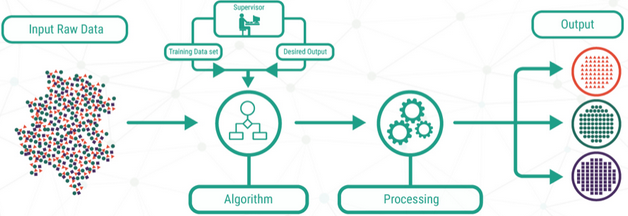 Supervisor
Output
Input Raw Data
Training Data set
Desired Output
Algorithm
Processing